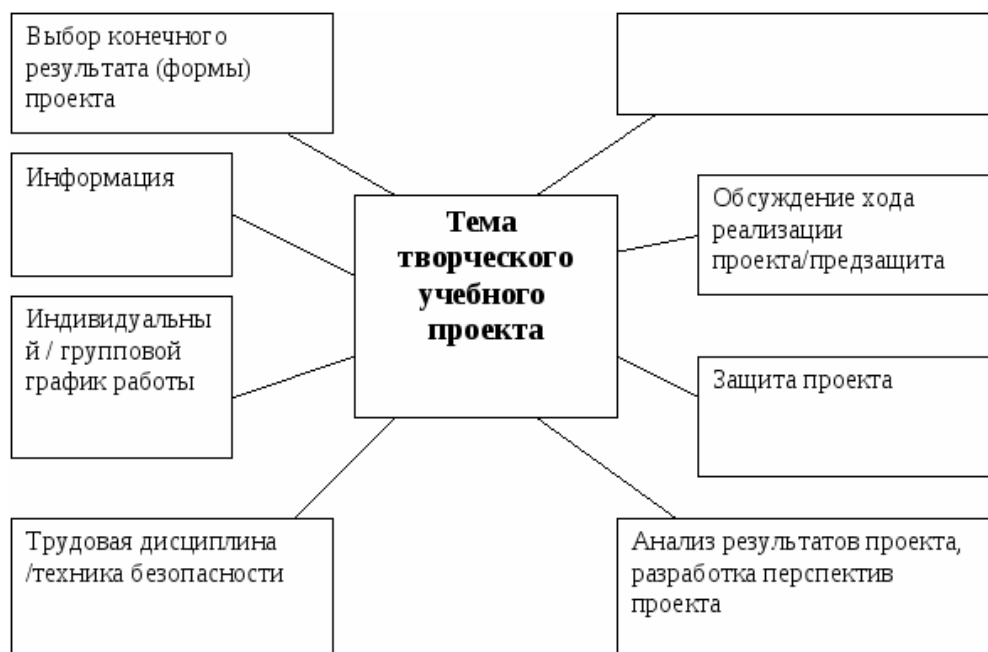 Выбор конечного
результата (формы)
проекта
Информация
Индивидуальны
й / групповой
график работы
Трудовая дисциплина
/техника безопасности
Тема
творческого
учебного
проекта
Обсуждение хода
реализации
проекта/предзащита
Защита проекта
Анализ результатов проекта,
разработка перспектив
проекта